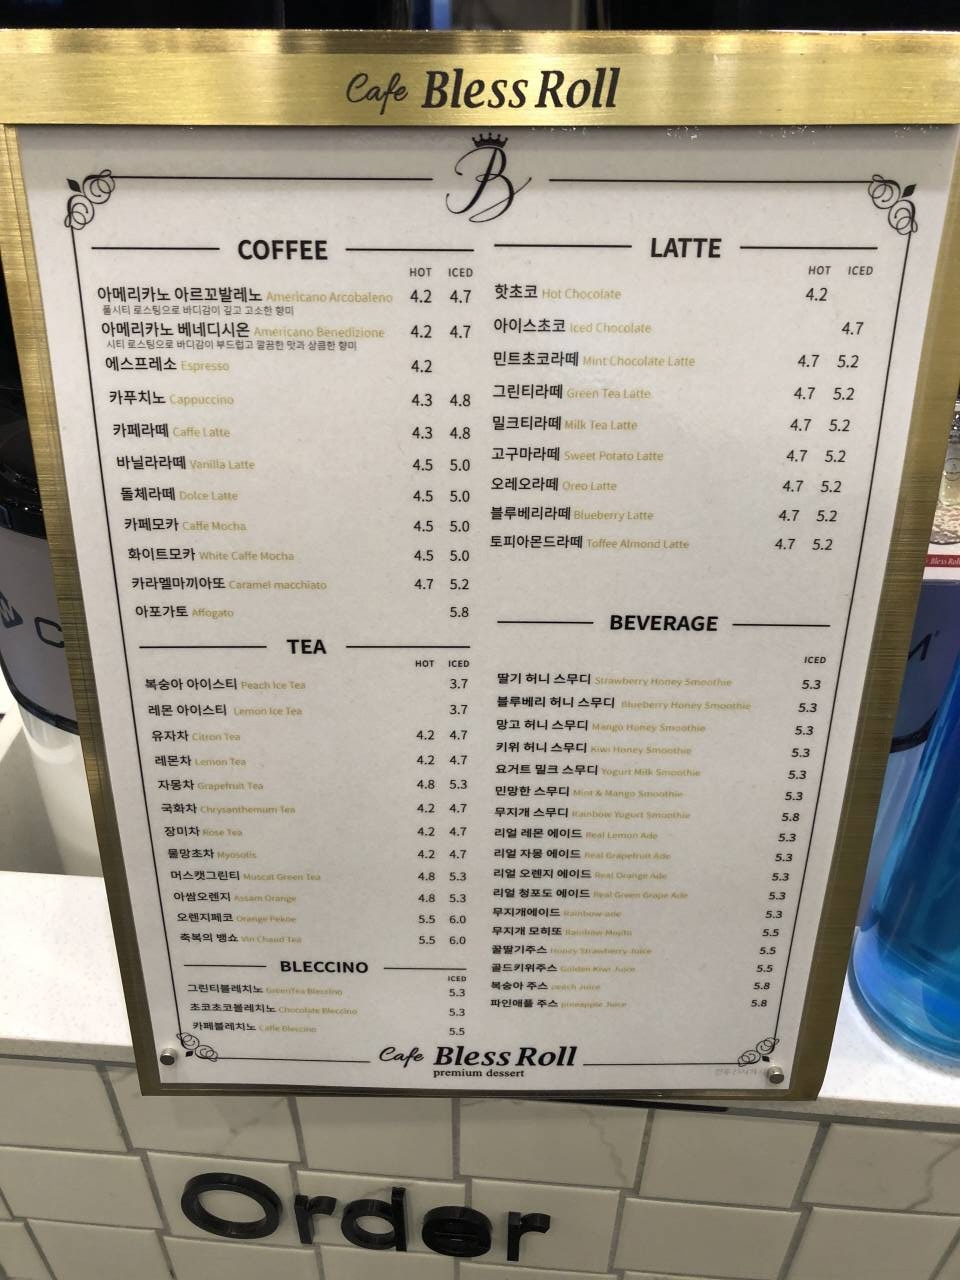 Cafe Bless Roll
B
COFFEE
HOT ICED
아메리카노 아르꼬발레노 Americano Arcobaleno 4.2 4.7
풀시티 로스팅으로 바디감이 깊고 고소한 향미
아메리카노 베네디시온 Americano Benedizione 4.2 4.7
시티 로스팅으로 바디감이 부드럽고 깔끔한 맛과 상큼한 향미
에스프레소 Espresso 4.2
카푸치노 Cappuccino 4.3 4.8
카페라떼 Caffe Latte 4.3 4.8
바닐라라떼 Vanilla Latte 4.5 5.0
돌체라떼 Dolce Latte 4.5 5.0
카페모카 Caffe Mocha 4.5 5.0
화이트모카 White Caffe Mocha 4.5 5.0
카라멜마끼아또 Caramel macchiato 4.7 5.2
아포가토 Affogato 5.8
TEA
HOT ICED
복숭아 아이스티 Peach Ice Tea 3.7
레몬 아이스티 Lemon Ice Tea 3.7
유자차 Citron Tea 4.2 4.7
레몬차 Lemon Tea 4.2 4.7
자몽차 Grapefruit Tea 4.8 5.3
국화차 Chrysanthemum Tea 4.2 4.7
장미차 Rose Tea 4.2 4.7
물망초차 Myosotis 4.2 4.7
머스캣그린티 Muscat Green Tea 4.8 5.3
아쌈오렌지 Assam Orange 4.8 5.3
오렌지페코 Orange Pekoe 5.5 6.0
축복의 뱅쇼 Vin Chaud Tea 5.5 6.0
BLECCINO
ICED
그린티블레치노 GreenTea Bleccino 5.3
초코초코블레치노 Chocolate Bleccino 5.3
카페블레치노 Caffe Bleccino 5.5
LATTE
HOT ICED
핫초코 Hot Chocolate 4.2
아이스초코 Iced Chocolate 4.7
민트초코라떼 Mint Chocolate Latte 4.7 5.2
그린티라떼 Green Tea Latte 4.7 5.2
밀크티라떼 Milk Tea Latte 4.7 5.2
고구마라떼 Sweet Potato Latte 4.7 5.2
오레오라떼 Oreo Latte 4.7 5.2
블루베리라떼 Blueberry Latte 4.7 5.2
토피아몬드라떼 Toffee Almond Latte 4.7 5.2
BEVERAGE
ICED
딸기 허니 스무디 Strawberry Honey Smoothie 5.3
블루베리 허니 스무디 Blueberry Honey Smoothie 5.3
망고 허니 스무디 Mango Honey Smoothie 5.3
키위 허니 스무디 Kiwi Honey Smoothie 5.3
요거트 밀크 스무디 Yogurt Milk Smoothie 5.3
민망한 스무디 Mint & Mango Smoothie 5.3
무지개 스무디 Rainbow Yogurt Smoothie 5.8
리얼 레몬 에이드 Real Lemon Ade 5.3
리얼 자몽 에이드 Real Grapefruit Ade 5.3
리얼 오렌지 에이드 Real Orange Ade 5.3
리얼 청포도 에이드 Real Green Grape Ade 5.3
무지개에이드 Rainbow ade 5.3
무지개 모히또 Rainbow Mojito 5.5
꿀딸기주스 Honey Strawberry Juice 5.5
골드키위주스 Golden Kiwi Juice 5.5
복숭아 주스 peach Juice 5.8
파인애플 주스 pineapple Juice 5.8
Cafe Bless Roll
premium dessert
Bless Roll
Order